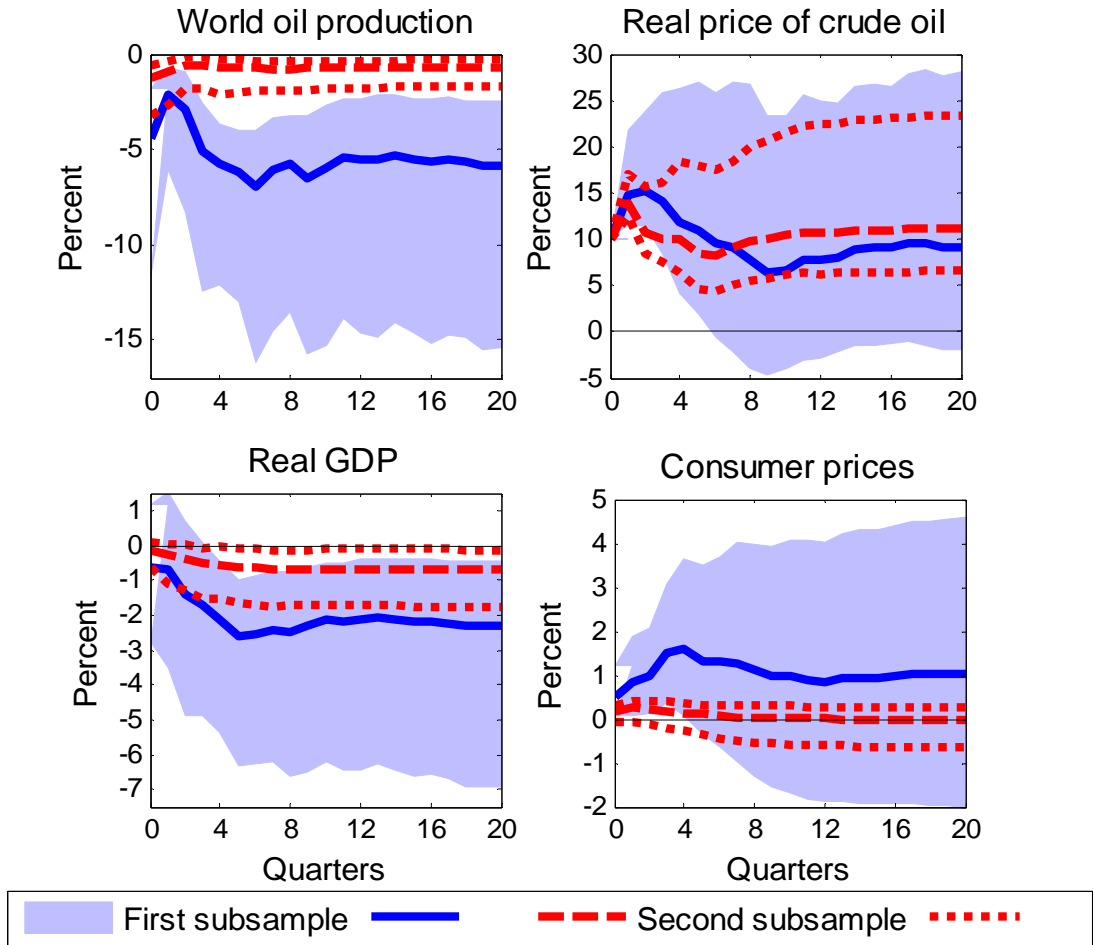 World oil production
Real price of crude oil
Percent
0
-5
-10
-15
0 4 8 12 16 20
Percent
30
25
20
15
10
5
0
-5
0 4 8 12 16 20
Real GDP
Consumer prices
Percent
1
0
-1
-2
-3
-4
-5
-6
-7
0 4 8 12 16 20
Quarters
Percent
5
4
3
2
1
0
-1
-2
0 4 8 12 16 20
Quarters
First subsample
Second subsample